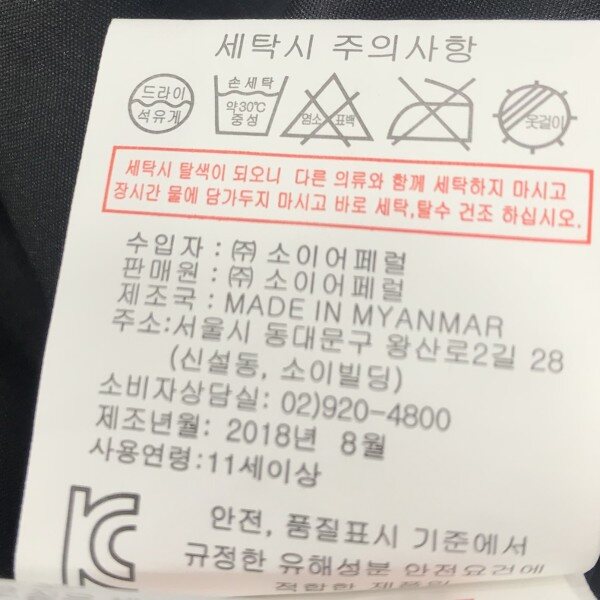 세탁시 주의사항
드라이
석유계
손세탁
약30℃
중성
염소 표백
옷걸이
세탁시 탈색이 되오니 다른 의류와 함께 세탁하지 마시고
장시간 물에 담가두지 마시고 바로 세탁,탈수 건조 하십시오.
수입자 : ㈜ 소이어페럴
판매원 : ㈜ 소이어페럴
제조국 : MADE IN MYANMAR
주소:서울시 동대문구 왕산로2길 28
(신설동, 소이빌딩)
소비자상담실: 02)920-4800
제조년월: 2018년 8월
사용연령:11세이상
안전, 품질표시 기준에서
규정한 유해성분 안전요건에
적합한 제품임